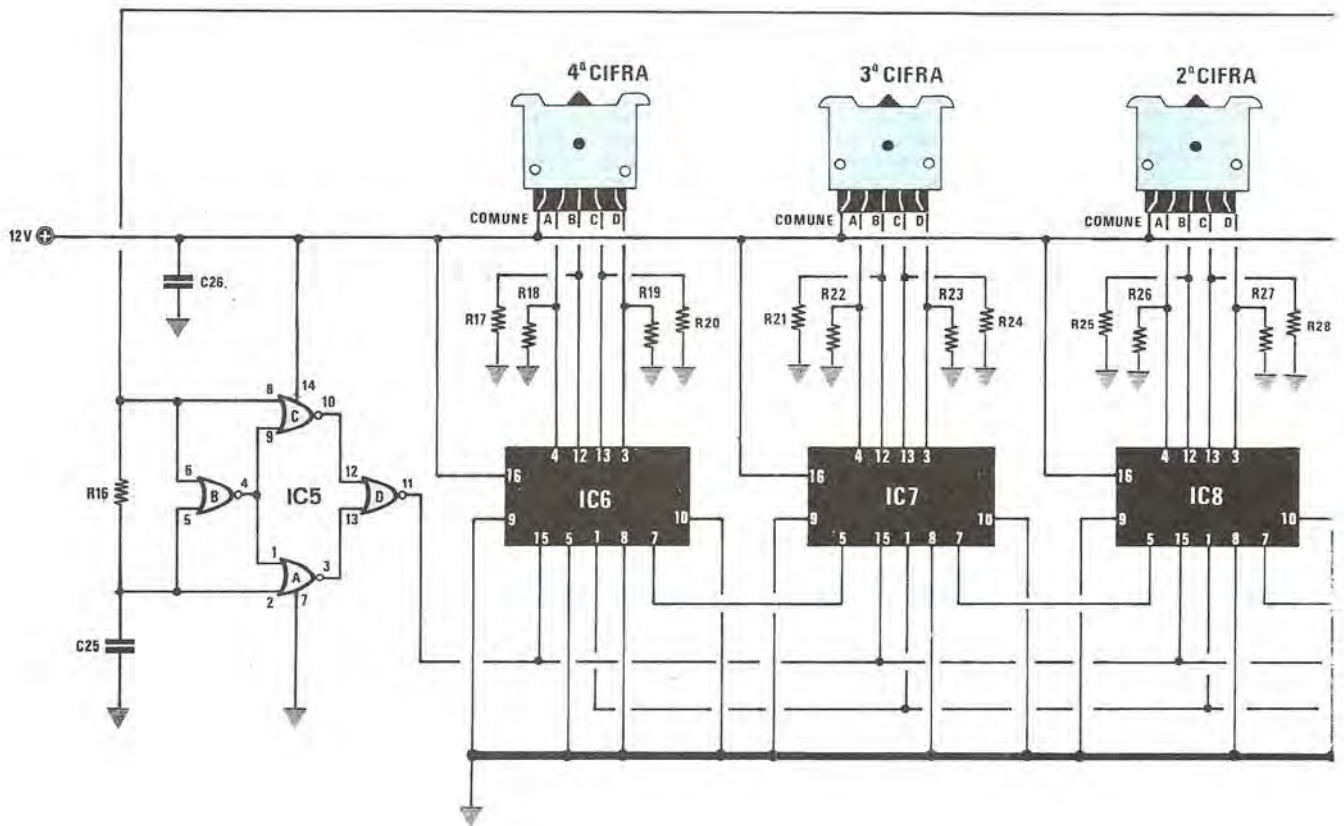 4ª CIFRA 3ª CIFRA 2ª CIFRA
COMUNE A B C D COMUNE A B C D COMUNE A B C D
12V
C26
R17 R18 R19 R20 R21 R22 R23 R24 R25 R26 R27 R28
8 14 10
C
9
4 12 13 3 4 12 13 3 4 12 13 3
R16
6 B 4 IC5 12 D 11
5 13
16 IC6 16 IC7 16 IC8
9 10 9 10 9 10
15 5 1 8 7 5 15 1 8 7 5 15 1 8 7
1 A 3
2 7
C25